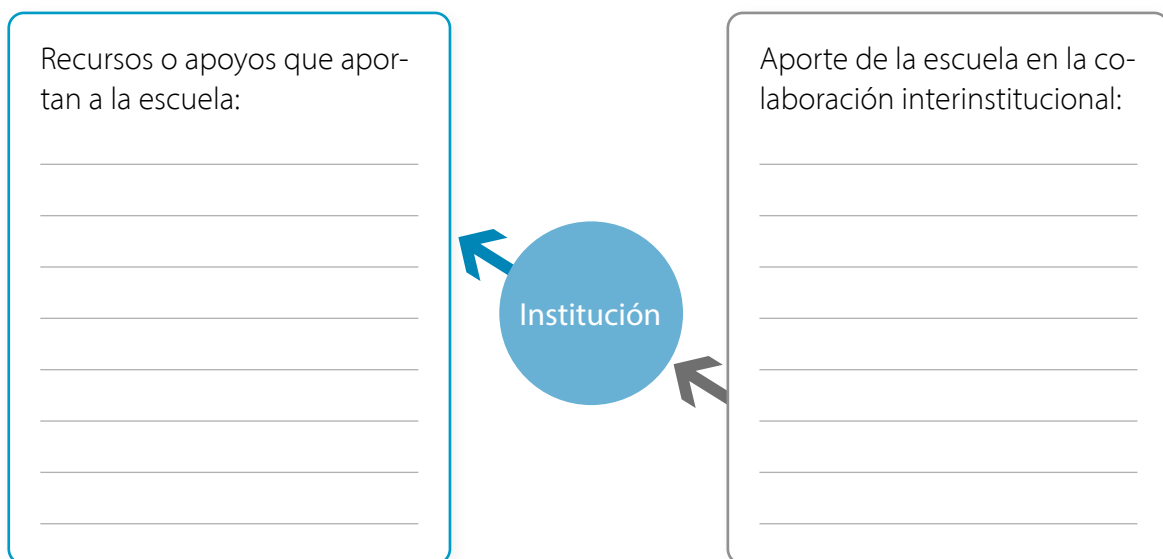 Recursos o apoyos que apor-
tan a la escuela:
Institución
Aporte de la escuela en la co-
laboración interinstitucional: